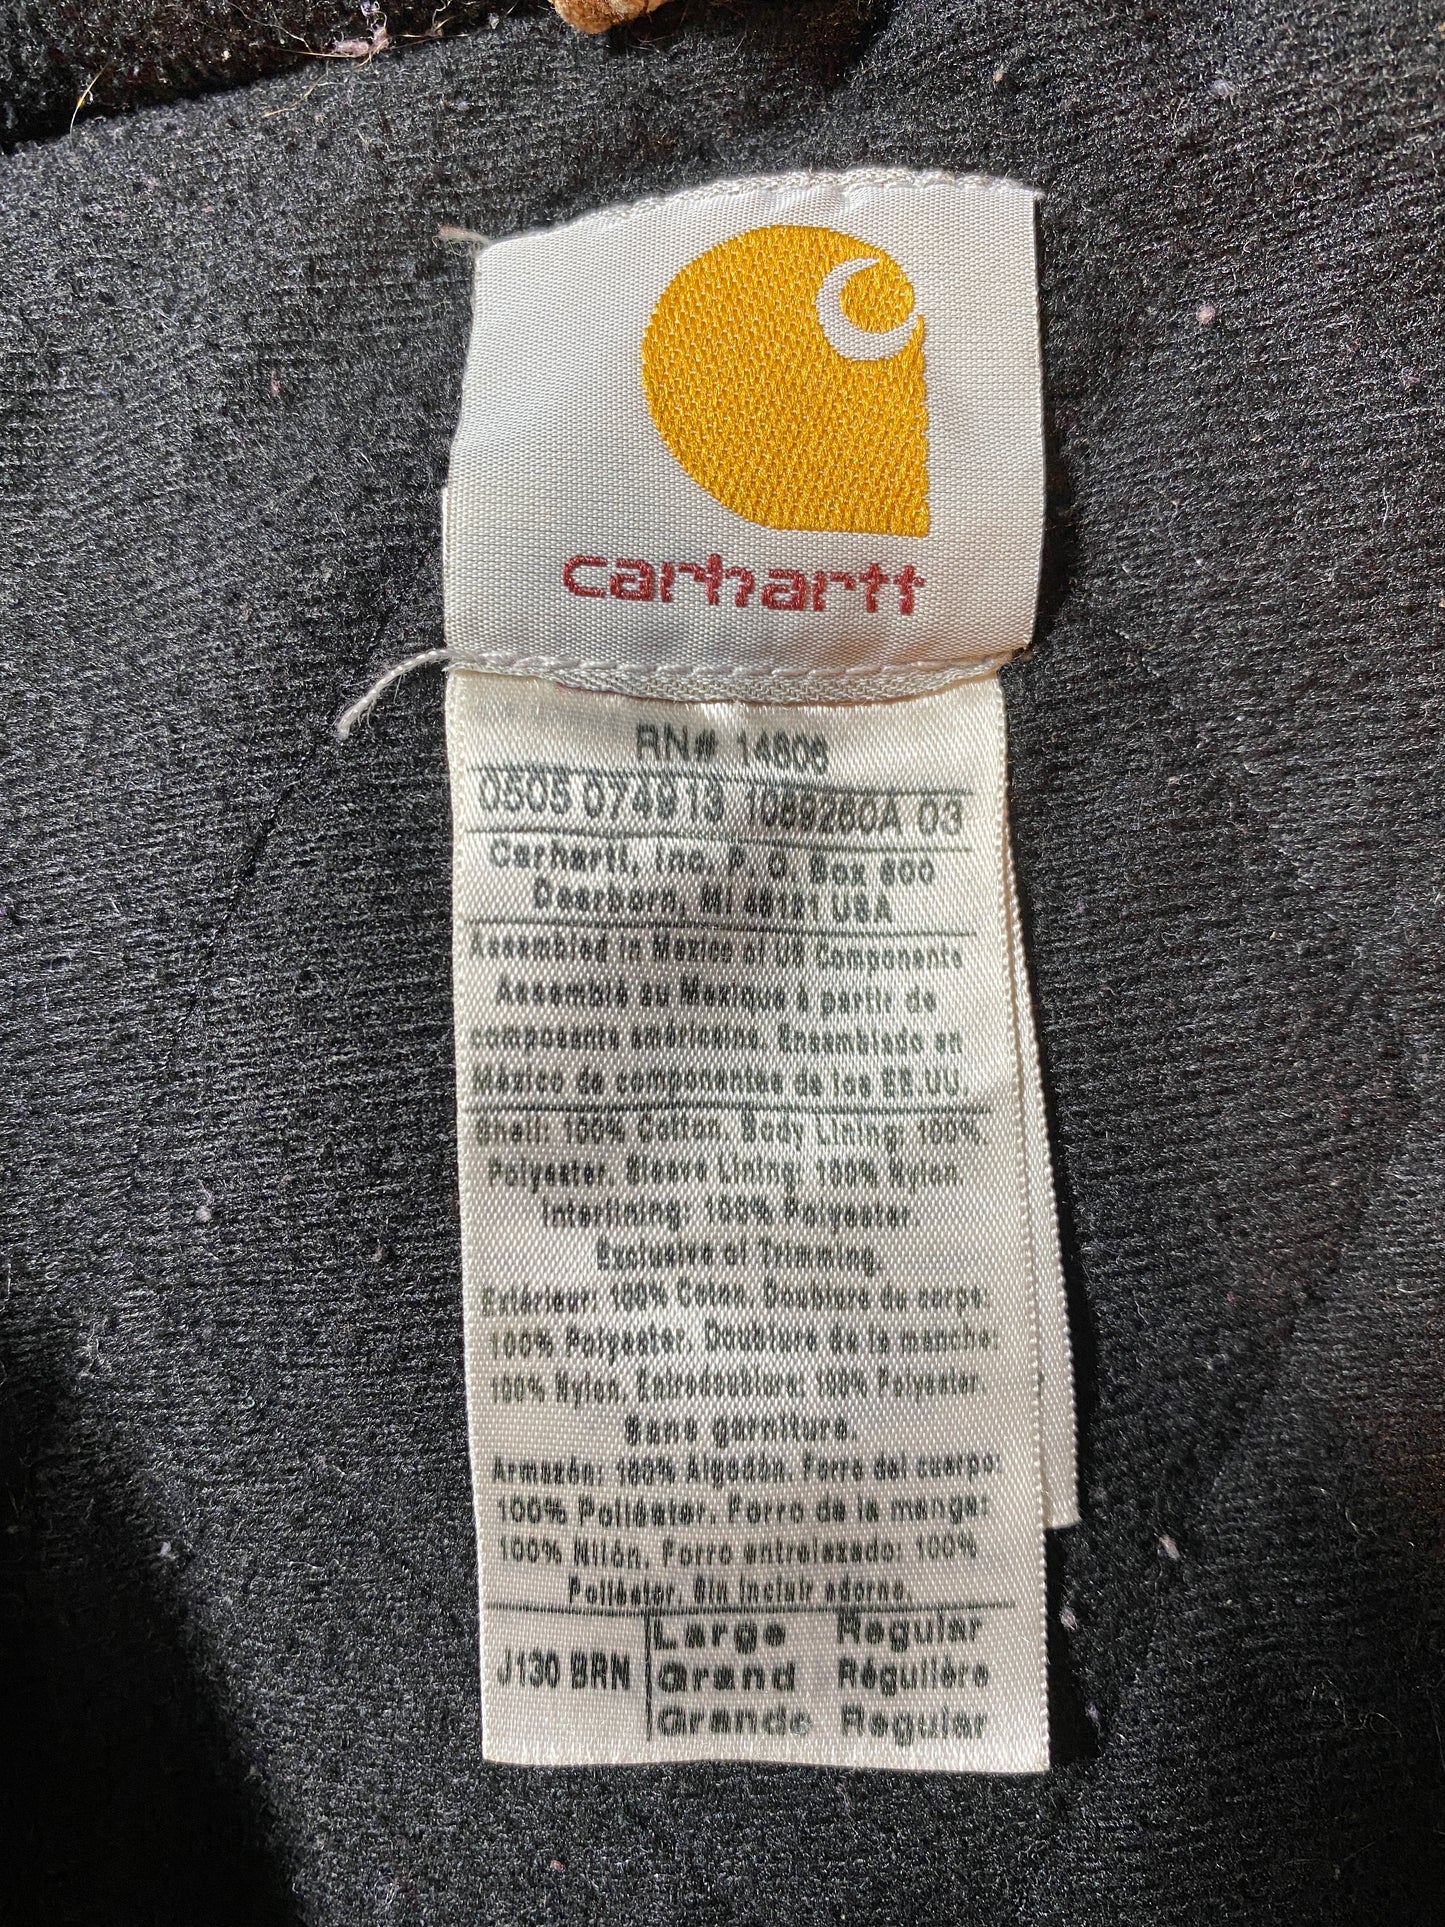 carhartt
RN# 14806
0505 074913 1089260A 03
Carhartt, Inc. P. O. Box 600
Dearborn, MI 48121 USA
Assembled in Mexico of US Components
Assemblé au Mexique à partir de
composants américains. Ensamblado en
México de componentes de los EE.UU.
Shell: 100% Cotton. Body Lining: 100%
Polyester. Sleeve Lining: 100% Nylon.
Interlining: 100% Polyester.
Exclusive of Trimming.
Extérieur: 100% Coton. Doublure du corps
100% Polyester. Doublure de la manche:
100% Nylon. Entredoublure: 100% Polyester.
Sans garniture.
Armazón: 100% Algodón. Forro del cuerpo:
100% Poliéster. Forro de la manga:
100% Nilón. Forro entrelazado: 100%
Poliéster. Sin incluir adorno.
J130 BRN
Large Regular
Grand Régulière
Grande Regular